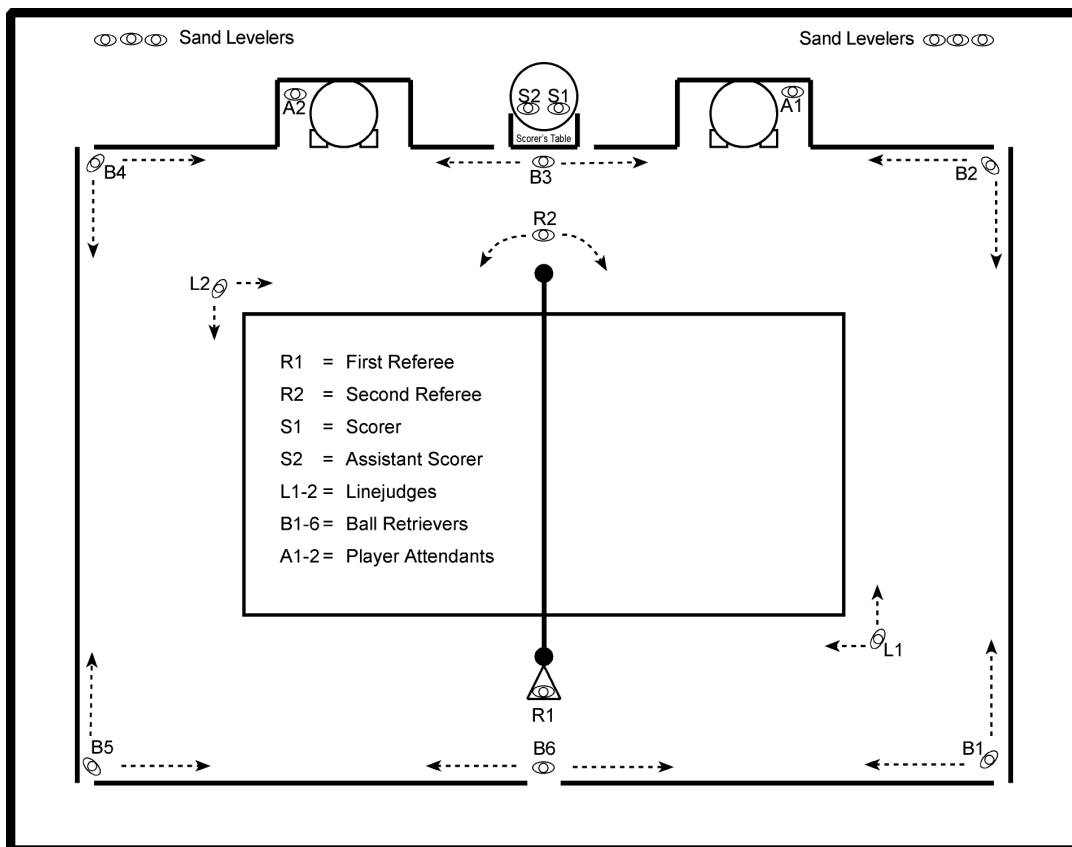 Sand Levelers
Sand Levelers
A2
S2 S1
A1
Scorer's Table
B4
B3
B2
R2
L2
R1 = First Referee
R2 = Second Referee
S1 = Scorer
S2 = Assistant Scorer
L1-2 = Linejudges
B1-6 = Ball Retrievers
A1-2 = Player Attendants
L1
R1
B5
B6
B1